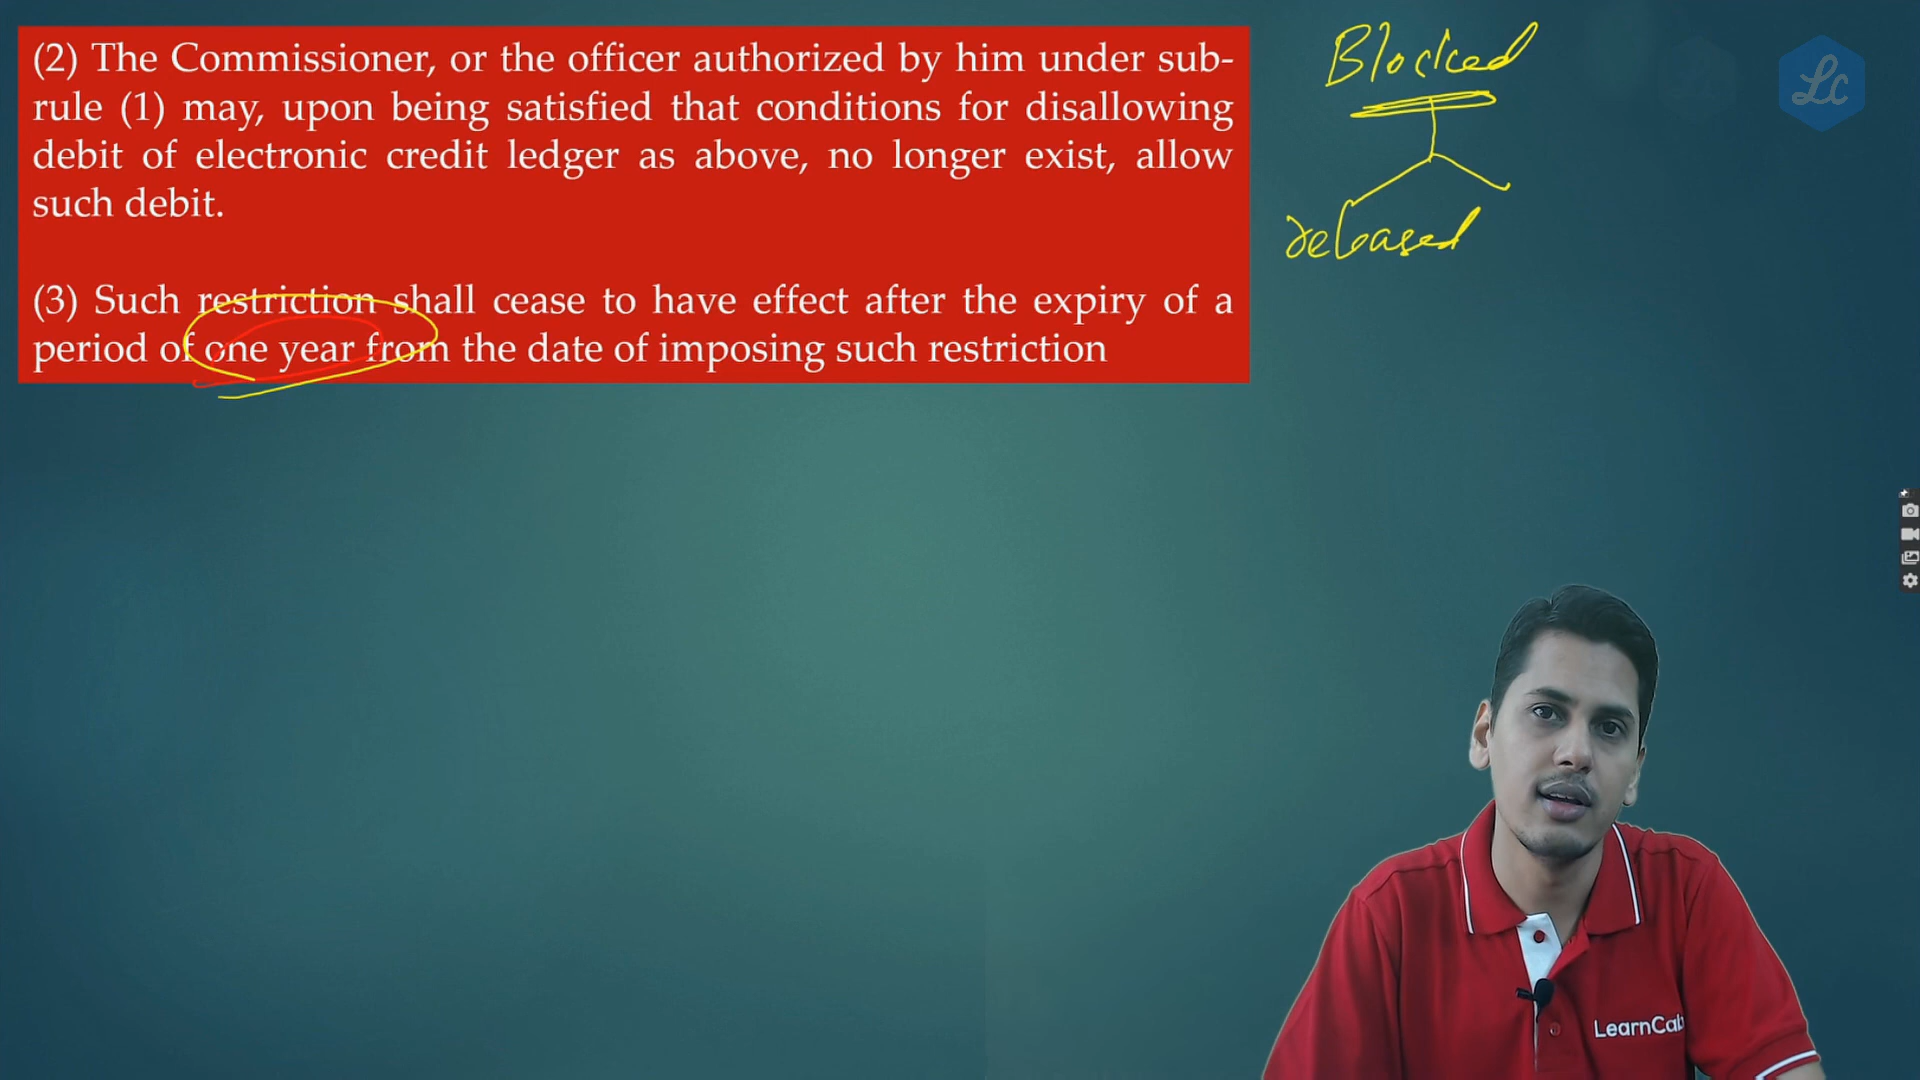 (2) The Commissioner, or the officer authorized by him under sub-
rule (1) may, upon being satisfied that conditions for disallowing
debit of electronic credit ledger as above, no longer exist, allow
such debit.
(3) Such restriction shall cease to have effect after the expiry of a
period of one year from the date of imposing such restriction
Blocked
released
Lc
LearnCab